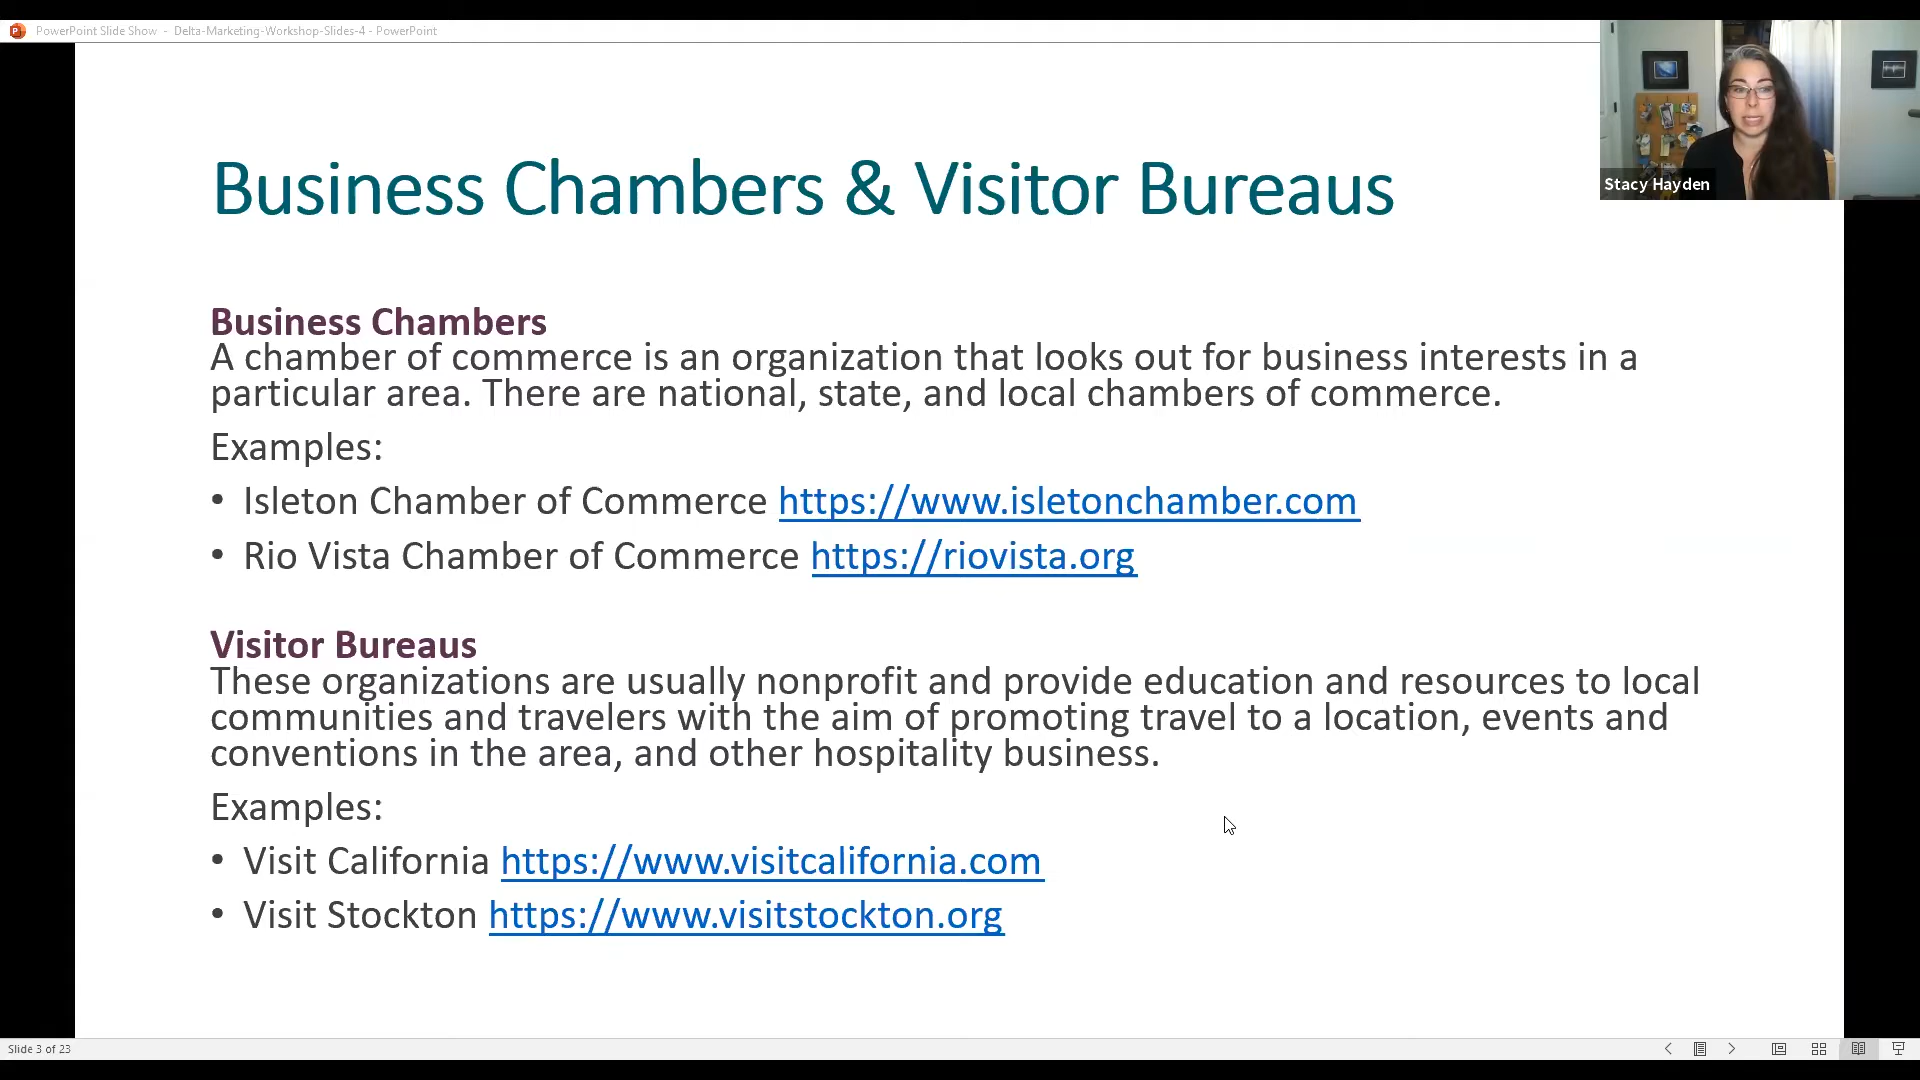 PowerPoint Slide Show - Delta-Marketing-Workshop-Slides-4 - PowerPoint
Stacy Hayden
Business Chambers & Visitor Bureaus
Business Chambers
A chamber of commerce is an organization that looks out for business interests in a
particular area. There are national, state, and local chambers of commerce.
Examples:
• Isleton Chamber of Commerce https://www.isletonchamber.com
• Rio Vista Chamber of Commerce https://riovista.org
Visitor Bureaus
These organizations are usually nonprofit and provide education and resources to local
communities and travelers with the aim of promoting travel to a location, events and
conventions in the area, and other hospitality business.
Examples:
• Visit California https://www.visitcalifornia.com
• Visit Stockton https://www.visitstockton.org
Slide 3 of 23